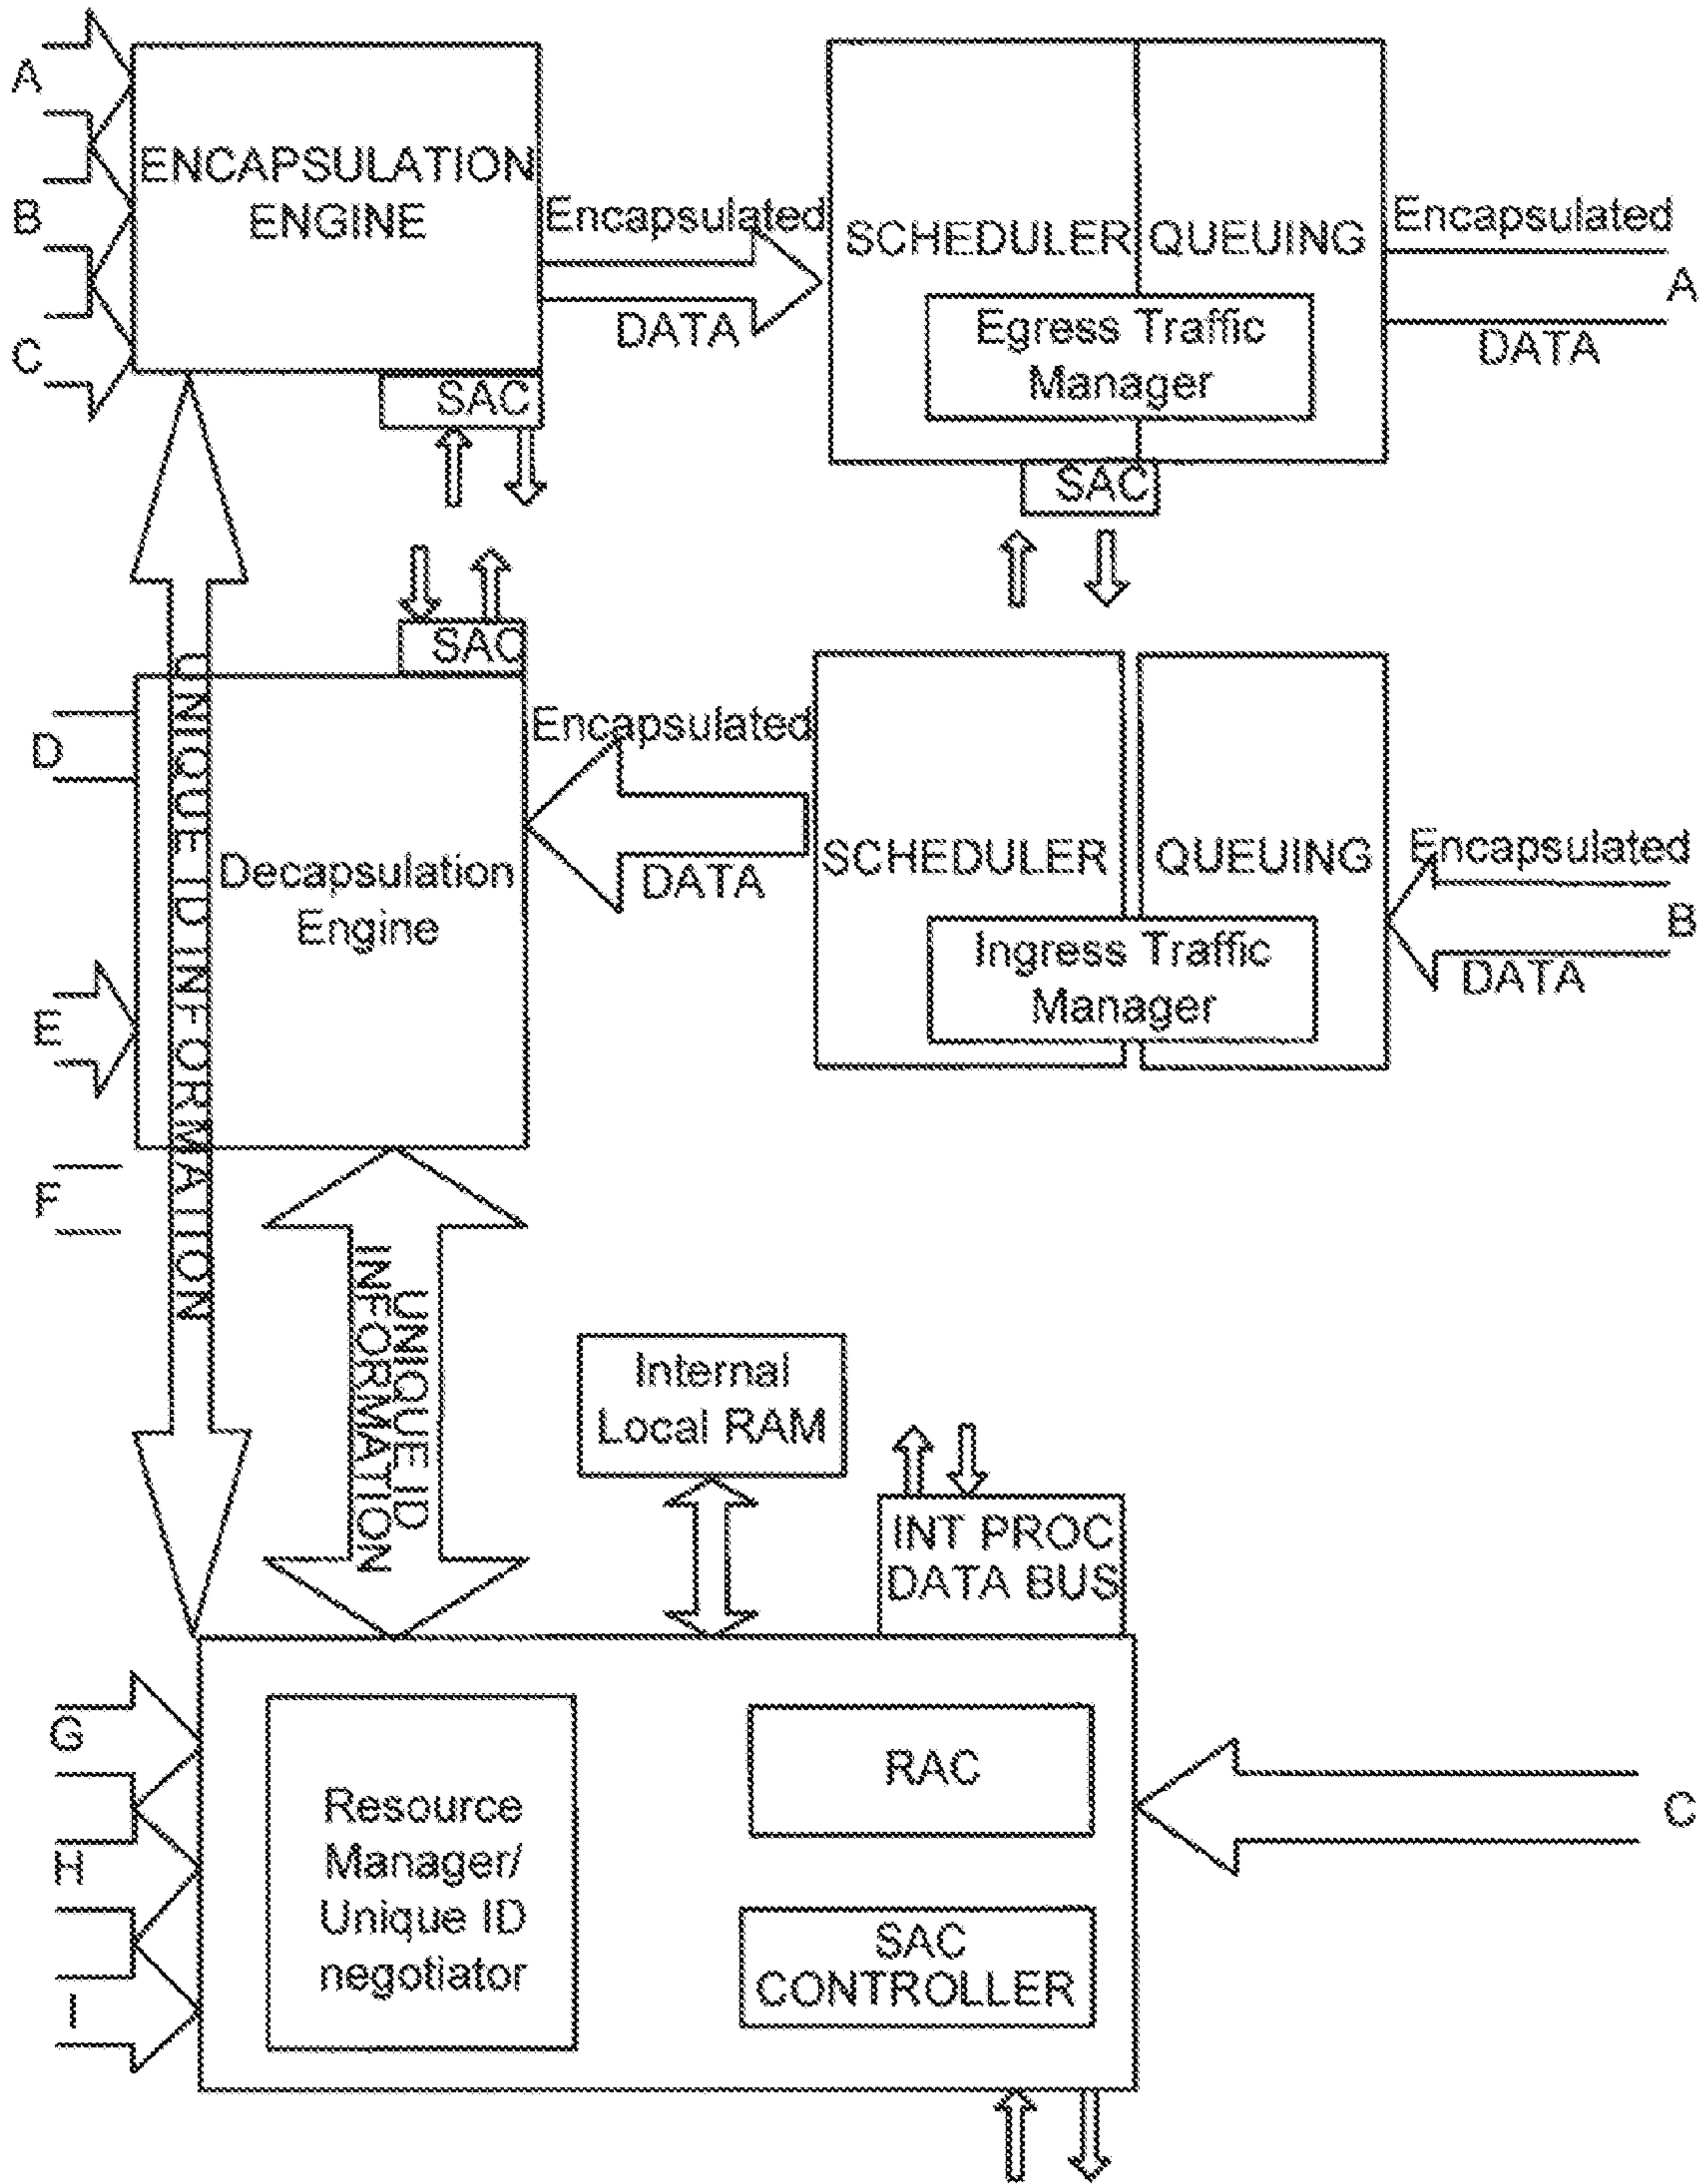 A
B
C
ENCAPSULATION
ENGINE
SAC
Encapsulated
DATA
SCHEDULER
QUEUING
Egress Traffic
Manager
SAC
Encapsulated
A
DATA
SAC
D
E
F
UNIQUE ID INFORMATION
Decapsulation
Engine
Encapsulated
DATA
SCHEDULER
QUEUING
Ingress Traffic
Manager
Encapsulated
B
DATA
UNIQUE ID
INFORMATION
Internal
Local RAM
INT PROC
DATA BUS
G
H
I
Resource
Manager/
Unique ID
negotiator
RAC
SAC
CONTROLLER
C